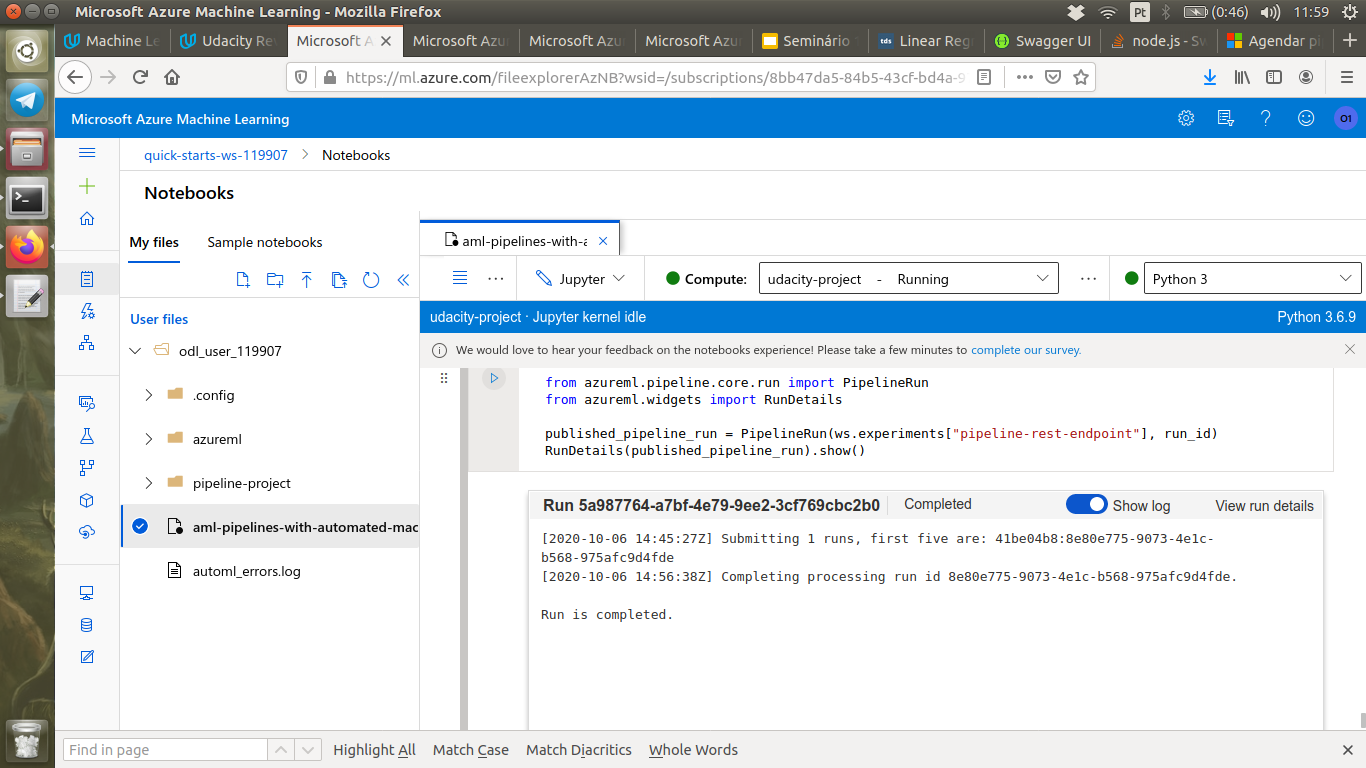 Microsoft Azure Machine Learning - Mozilla Firefox
Pt
(0:46)
11:59
Machine Le
Udacity Re
Microsoft A
Microsoft Azu
Microsoft Azu
Microsoft Azu
Seminário
Linear Reg
Swagger UI
node.js - Sw
Agendar pi
https://ml.azure.com/fileexplorerAzNB?wsid=/subscriptions/8bb47da5-84b5-43cf-bd4a-9
Microsoft Azure Machine Learning
O1
quick-starts-ws-119907 > Notebooks
Notebooks
My files
Sample notebooks
aml-pipelines-with-a
Jupyter
Compute:
udacity-project - Running
Python 3
User files
udacity-project · Jupyter kernel idle
Python 3.6.9
We would love to hear your feedback on the notebooks experience! Please take a few minutes to complete our survey.
odl_user_119907
.config
azureml
pipeline-project
aml-pipelines-with-automated-mac
automl_errors.log
from azureml.pipeline.core.run import PipelineRun
from azureml.widgets import RunDetails
published_pipeline_run = PipelineRun(ws.experiments["pipeline-rest-endpoint"], run_id)
RunDetails(published_pipeline_run).show()
Run 5a987764-a7bf-4e79-9ee2-3cf769cbc2b0
Completed
Show log
View run details
[2020-10-06 14:45:27Z] Submitting 1 runs, first five are: 41be04b8:8e80e775-9073-4e1c-
b568-975afc9d4fde
[2020-10-06 14:56:38Z] Completing processing run id 8e80e775-9073-4e1c-b568-975afc9d4fde.
Run is completed.
Find in page
Highlight All
Match Case
Match Diacritics
Whole Words